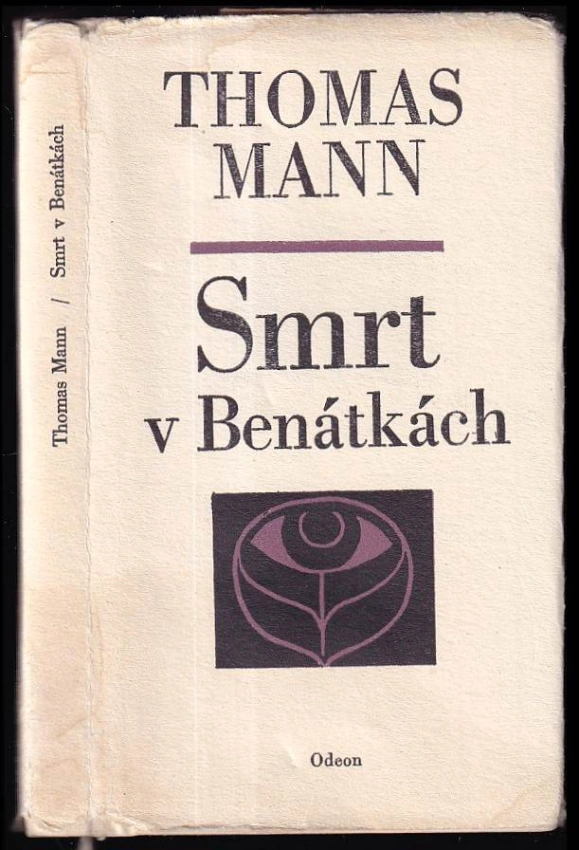 Thomas Mann / Smrt v Benátkách
THOMAS
MANN
Smrt
v Benátkách
Odeon